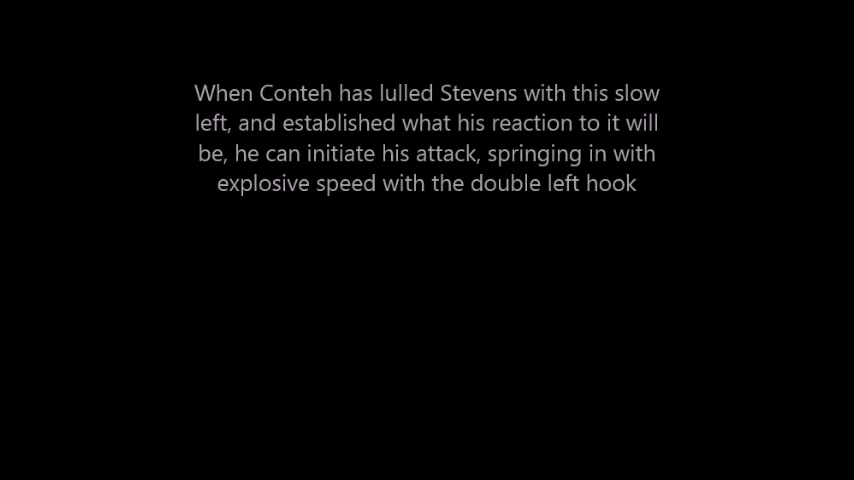 When Conteh has lulled Stevens with this slow
left, and established what his reaction to it will
be, he can initiate his attack, springing in with
explosive speed with the double left hook